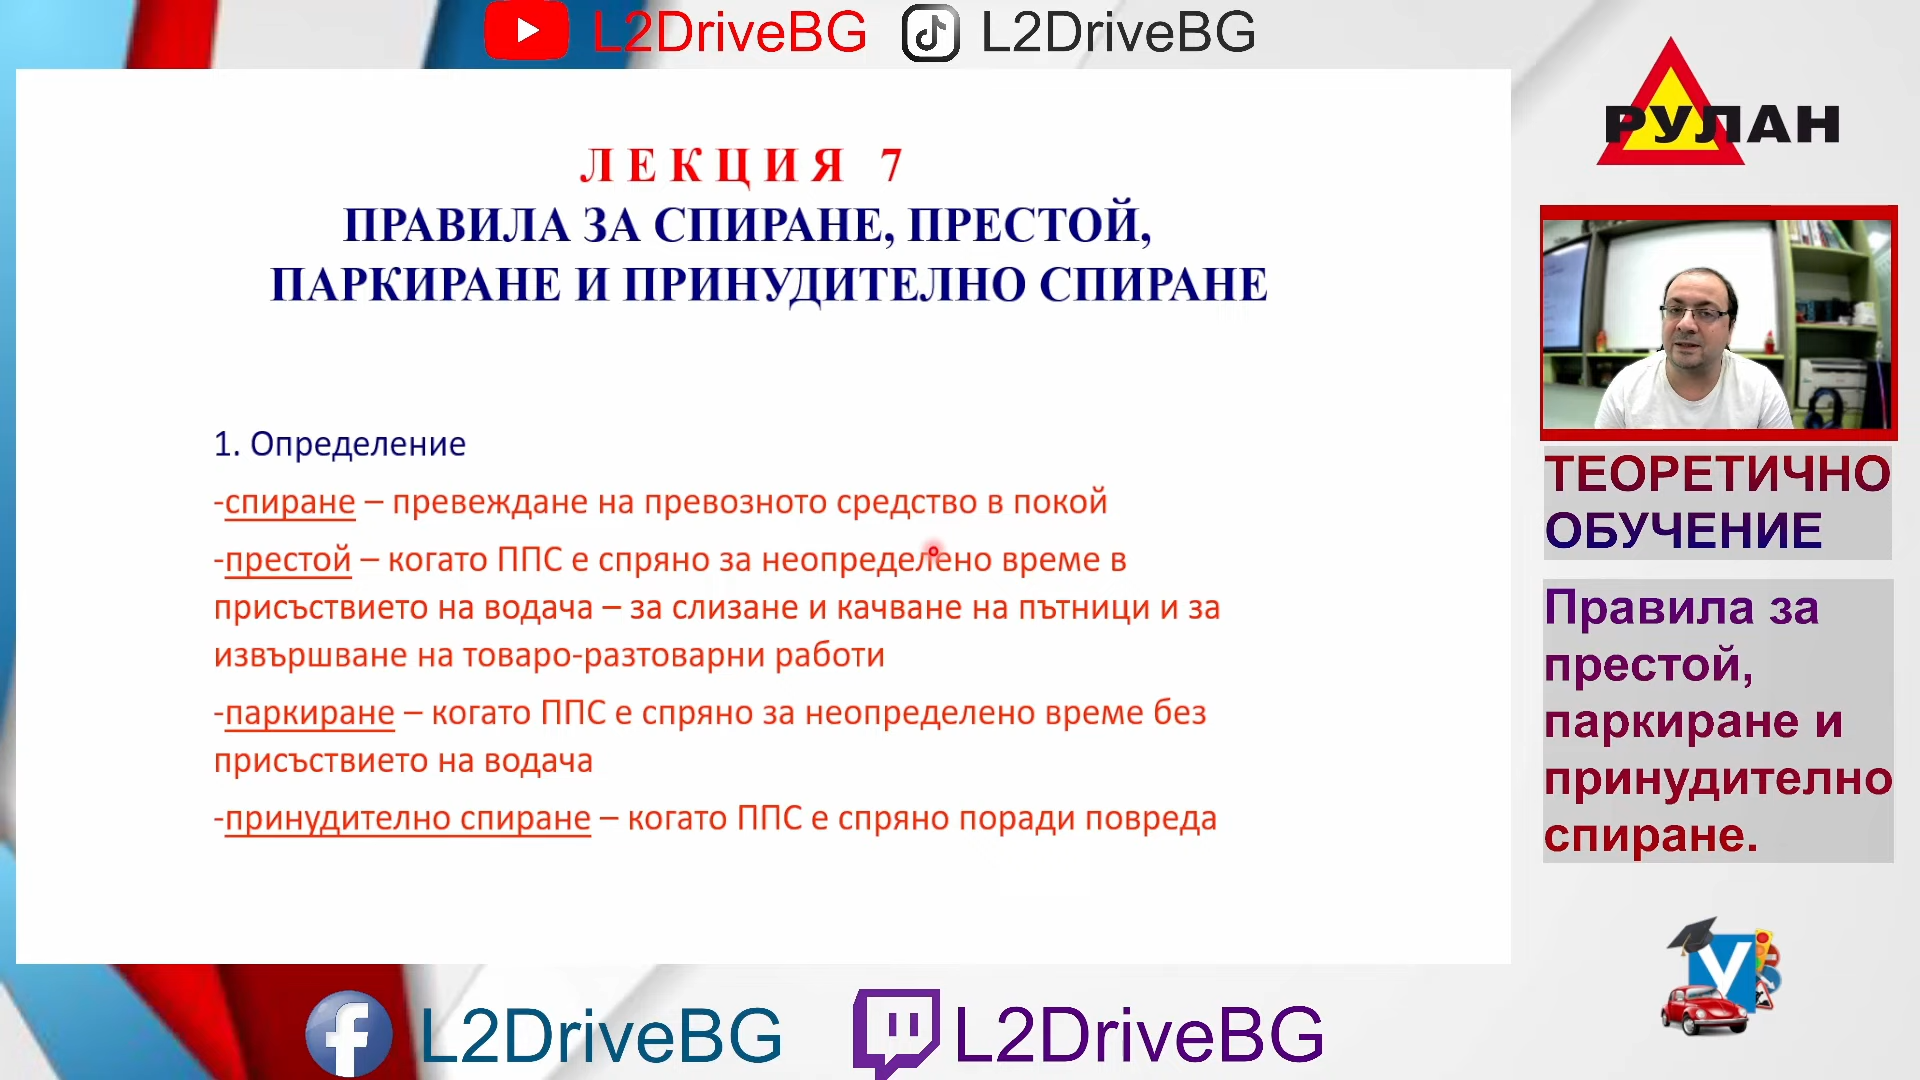 L2DriveBG L2DriveBG
РУЛАН
Л Е К Ц И Я 7
ПРАВИЛА ЗА СПИРАНЕ, ПРЕСТОЙ,
ПАРКИРАНЕ И ПРИНУДИТЕЛНО СПИРАНЕ
1. Определение
-спиране – превеждане на превозното средство в покой
-престой – когато ППС е спряно за неопределено време в
присъствието на водача – за слизане и качване на пътници и за
извършване на товаро-разтоварни работи
-паркиране – когато ППС е спряно за неопределено време без
присъствието на водача
-принудително спиране – когато ППС е спряно поради повреда
ТЕОРЕТИЧНО
ОБУЧЕНИЕ
Правила за
престой,
паркиране и
принудително
спиране.
L2DriveBG L2DriveBG